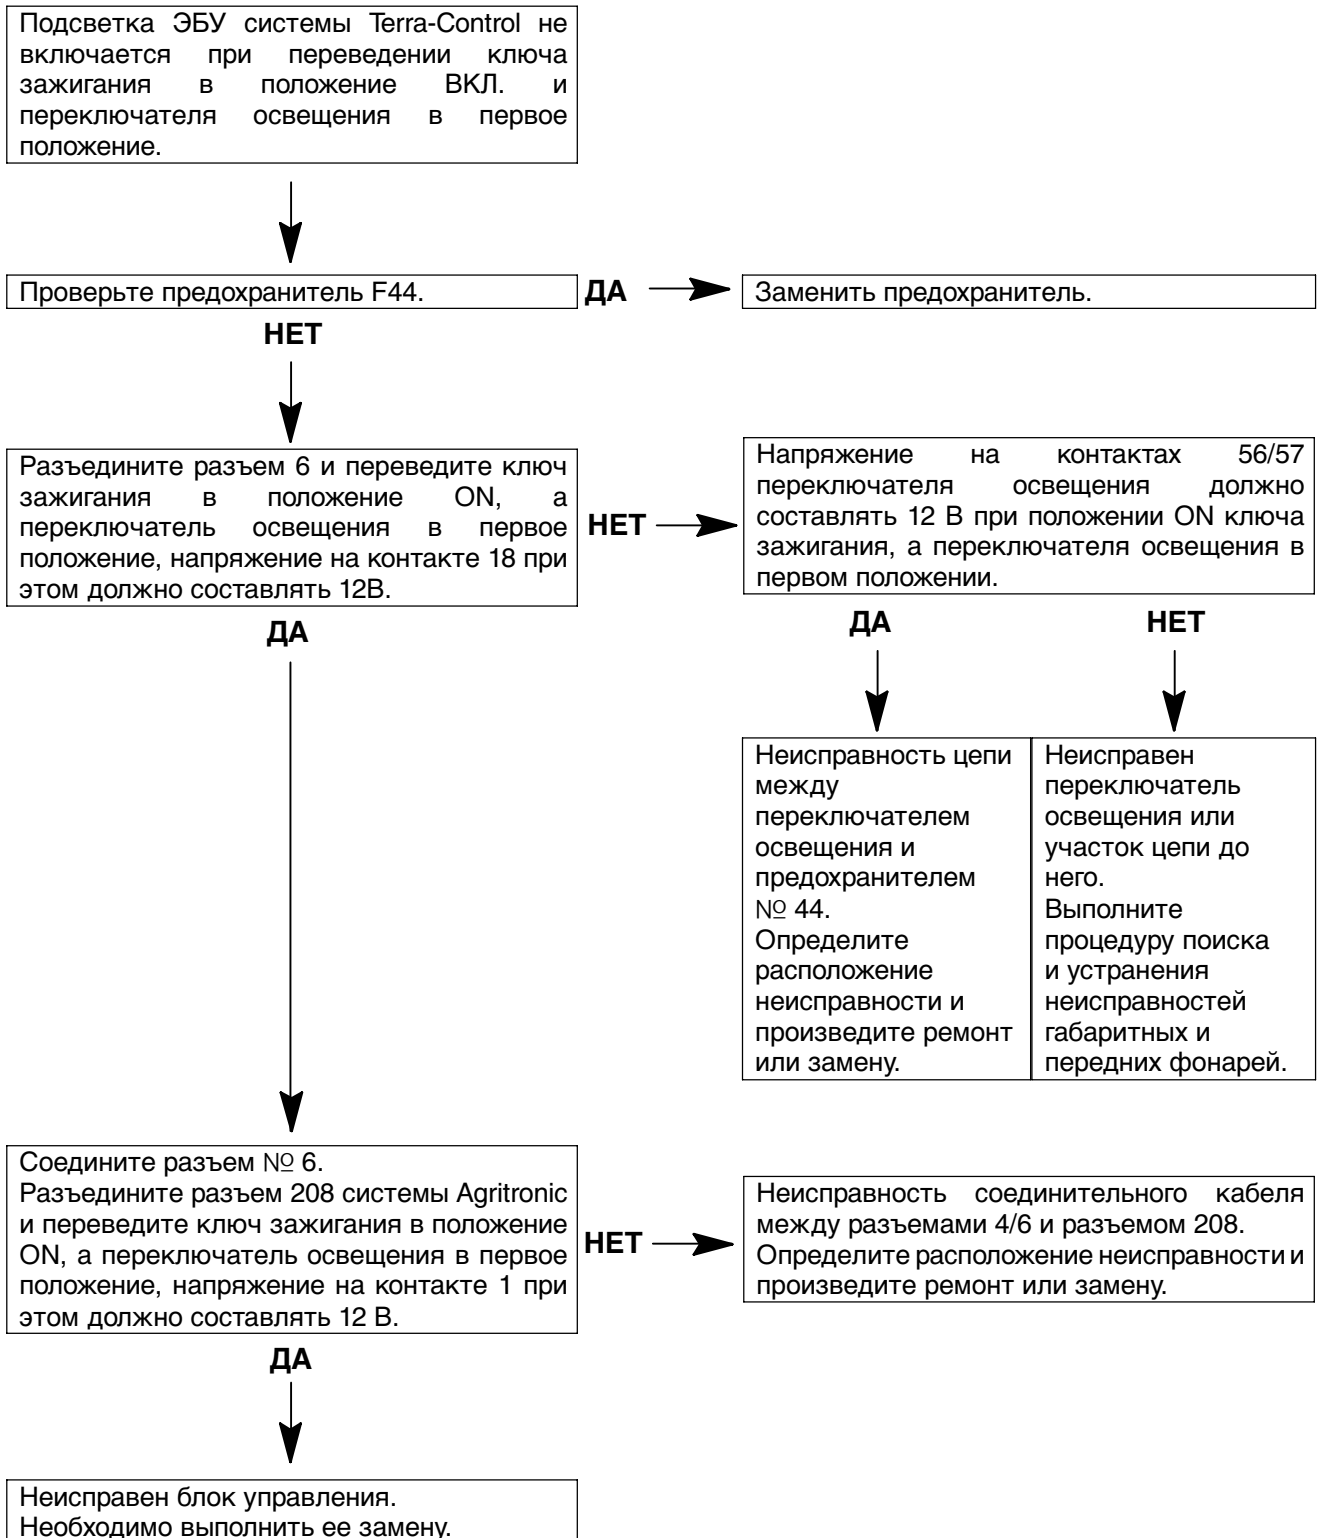 Подсветка ЭБУ системы Terra-Control не
включается при переведении ключа
зажигания в положение ВКЛ. и
переключателя освещения в первое
положение.
Проверьте предохранитель F44.
ДА
Заменить предохранитель.
НЕТ
Разъедините разъем 6 и переведите ключ
зажигания в положение ON, а
переключатель освещения в первое
положение, напряжение на контакте 18 при
этом должно составлять 12В.
НЕТ
Напряжение на контактах 56/57
переключателя освещения должно
составлять 12 В при положении ON ключа
зажигания, а переключателя освещения в
первом положении.
ДА
ДА
НЕТ
Неисправность цепи
между
переключателем
освещения и
предохранителем
№ 44.
Определите
расположение
неисправности и
произведите ремонт
или замену.
Неисправен
переключатель
освещения или
участок цепи до
него.
Выполните
процедуру поиска
и устранения
неисправностей
габаритных и
передних фонарей.
Соедините разъем № 6.
Разъедините разъем 208 системы Agritronic
и переведите ключ зажигания в положение
ON, а переключатель освещения в первое
положение, напряжение на контакте 1 при
этом должно составлять 12 В.
НЕТ
Неисправность соединительного кабеля
между разъемами 4/6 и разъемом 208.
Определите расположение неисправности и
произведите ремонт или замену.
ДА
Неисправен блок управления.
Необходимо выполнить ее замену.